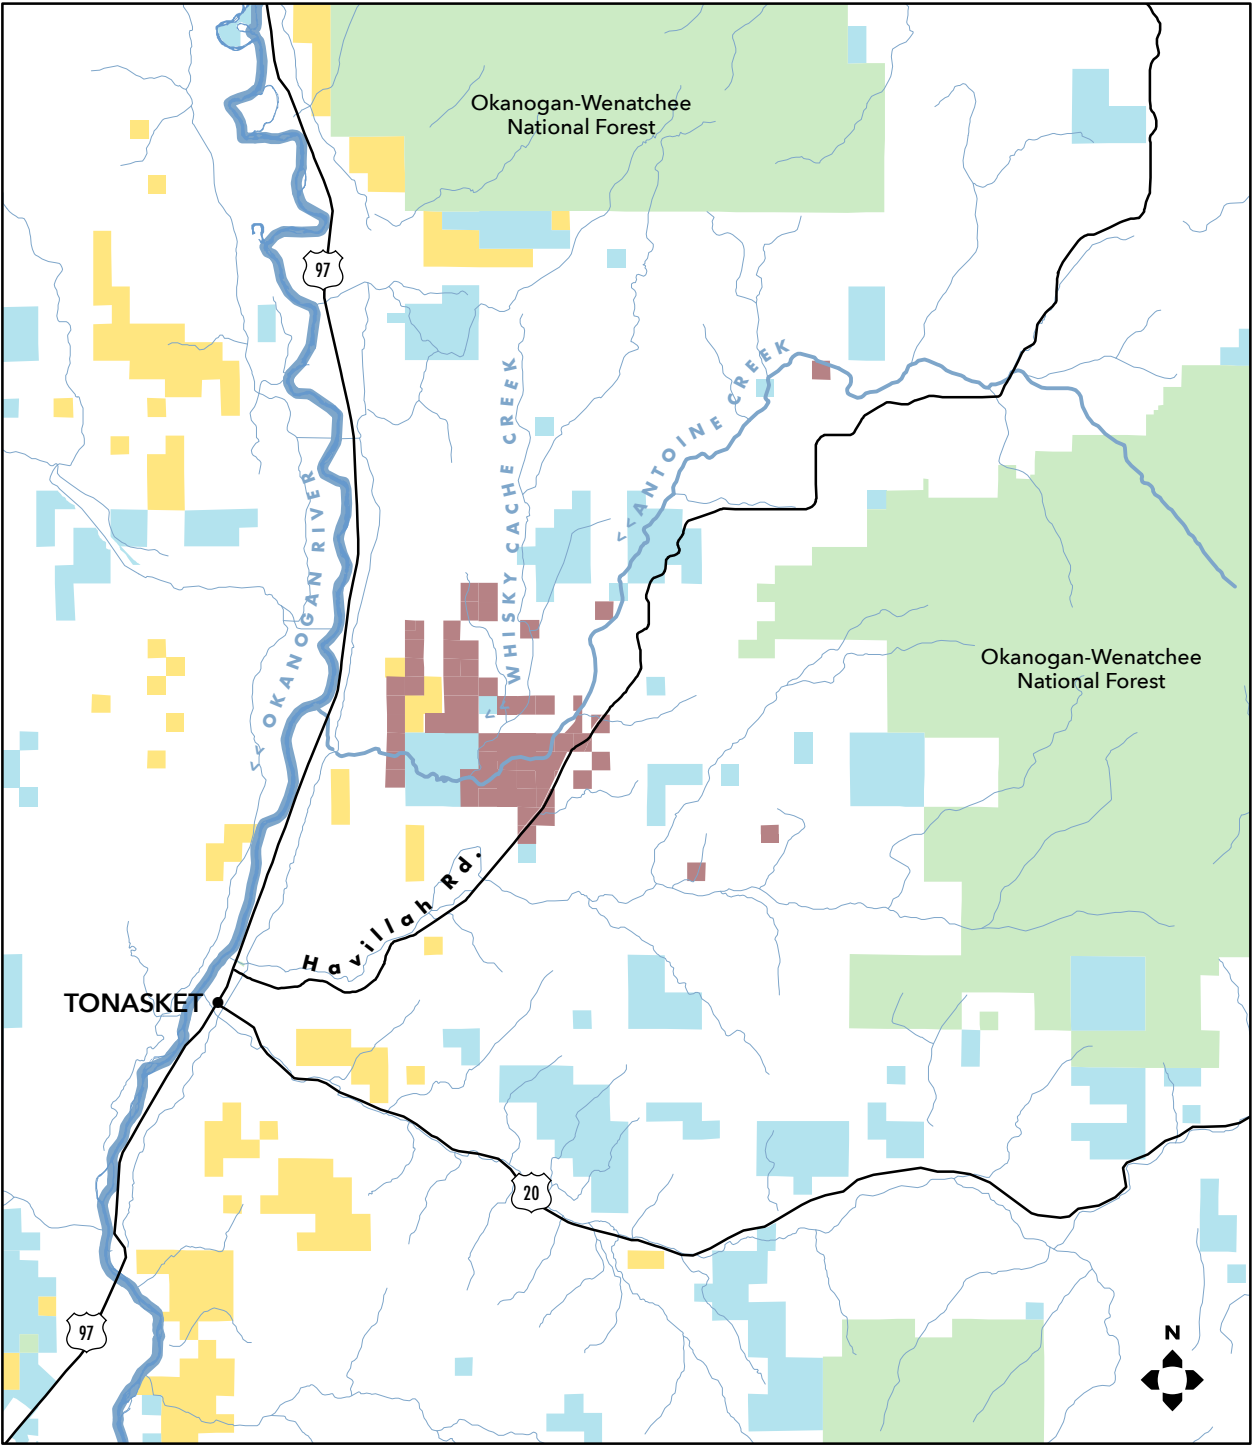 Okanogan-Wenatchee
National Forest
97
<<ANTOINE CREEK
<< WHISKY CACHE CREEK
<< OKANOGAN RIVER
Okanogan-Wenatchee
National Forest
Havillah Rd.
TONASKET
20
97
N